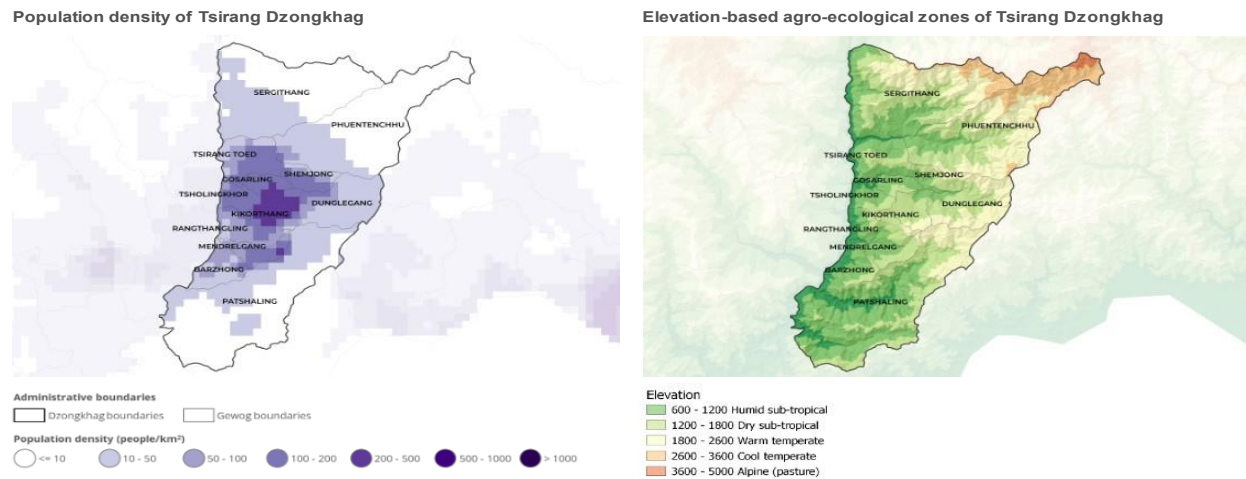 Population density of Tsirang Dzongkhag
SERGITHANG
PHUENTENCHHU
TSIRANG TOED
SHEMJONG
GOSARLING
TSHOLINGKHOR
DUNGLEGANG
KIKORTHANG
RANGTHANGLING
MENDRELGANG
BARZHONG
PATSHALING
Administrative boundaries
Dzongkhag boundaries Gewog boundaries
Population density (people/km²)
<= 10 10 - 50 50 - 100 100 - 200 200 - 500 500 - 1000 > 1000
Elevation-based agro-ecological zones of Tsirang Dzongkhag
SERGITHANG
PHUENTENCHHU
TSIRANG TOED
SHEMJONG
GOSARLING
TSHOLINGKHOR
DUNGLEGANG
KIKORTHANG
RANGTHANGLING
MENDRELGANG
BARZHONG
PATSHALING
Elevation
600 - 1200 Humid sub-tropical
1200 - 1800 Dry sub-tropical
1800 - 2600 Warm temperate
2600 - 3600 Cool temperate
3600 - 5000 Alpine (pasture)